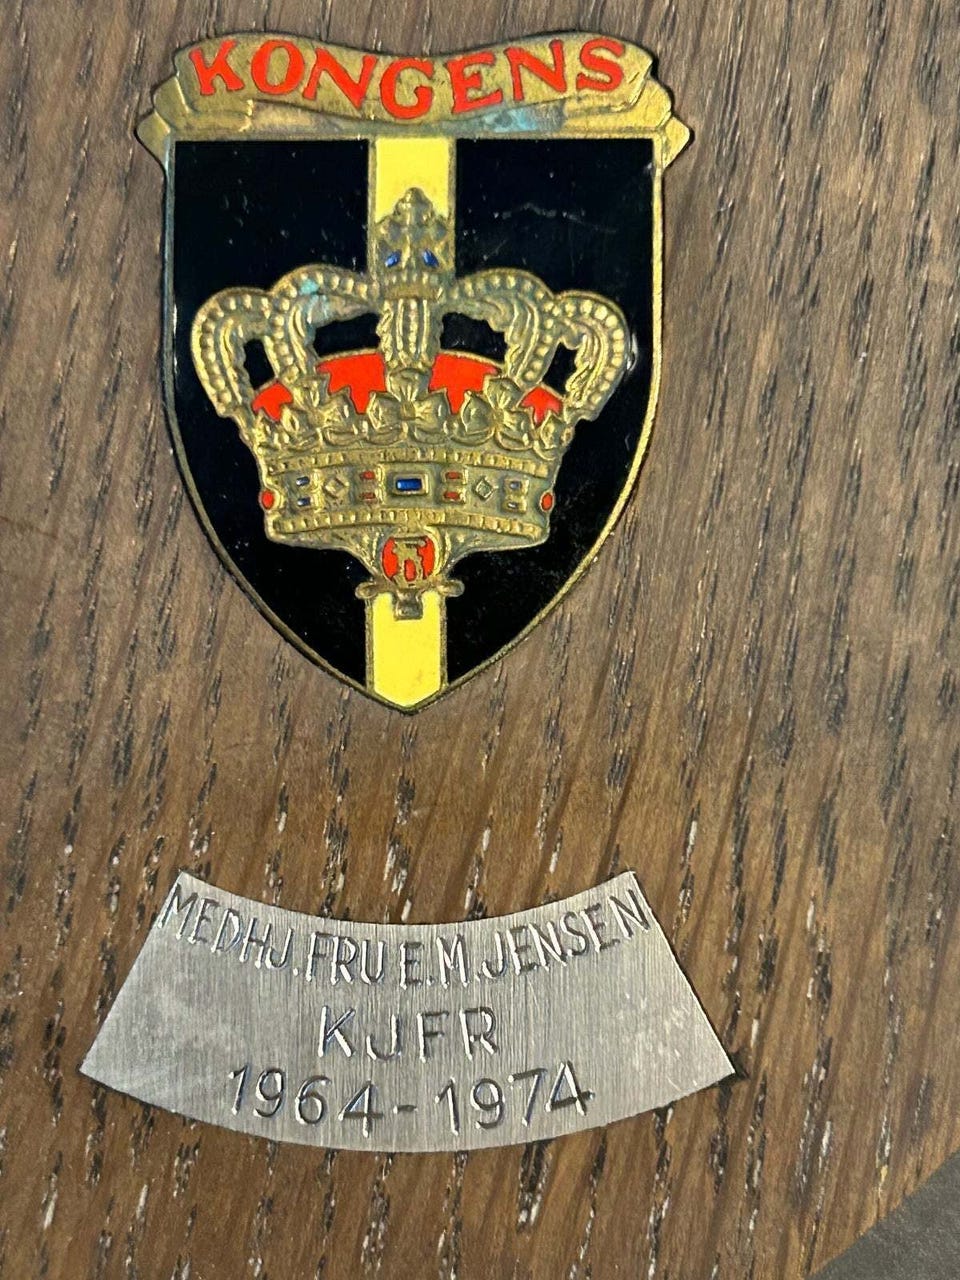 KONGENS
MEDHJ. FRU E.M. JENSEN
KJFR
1964-1974